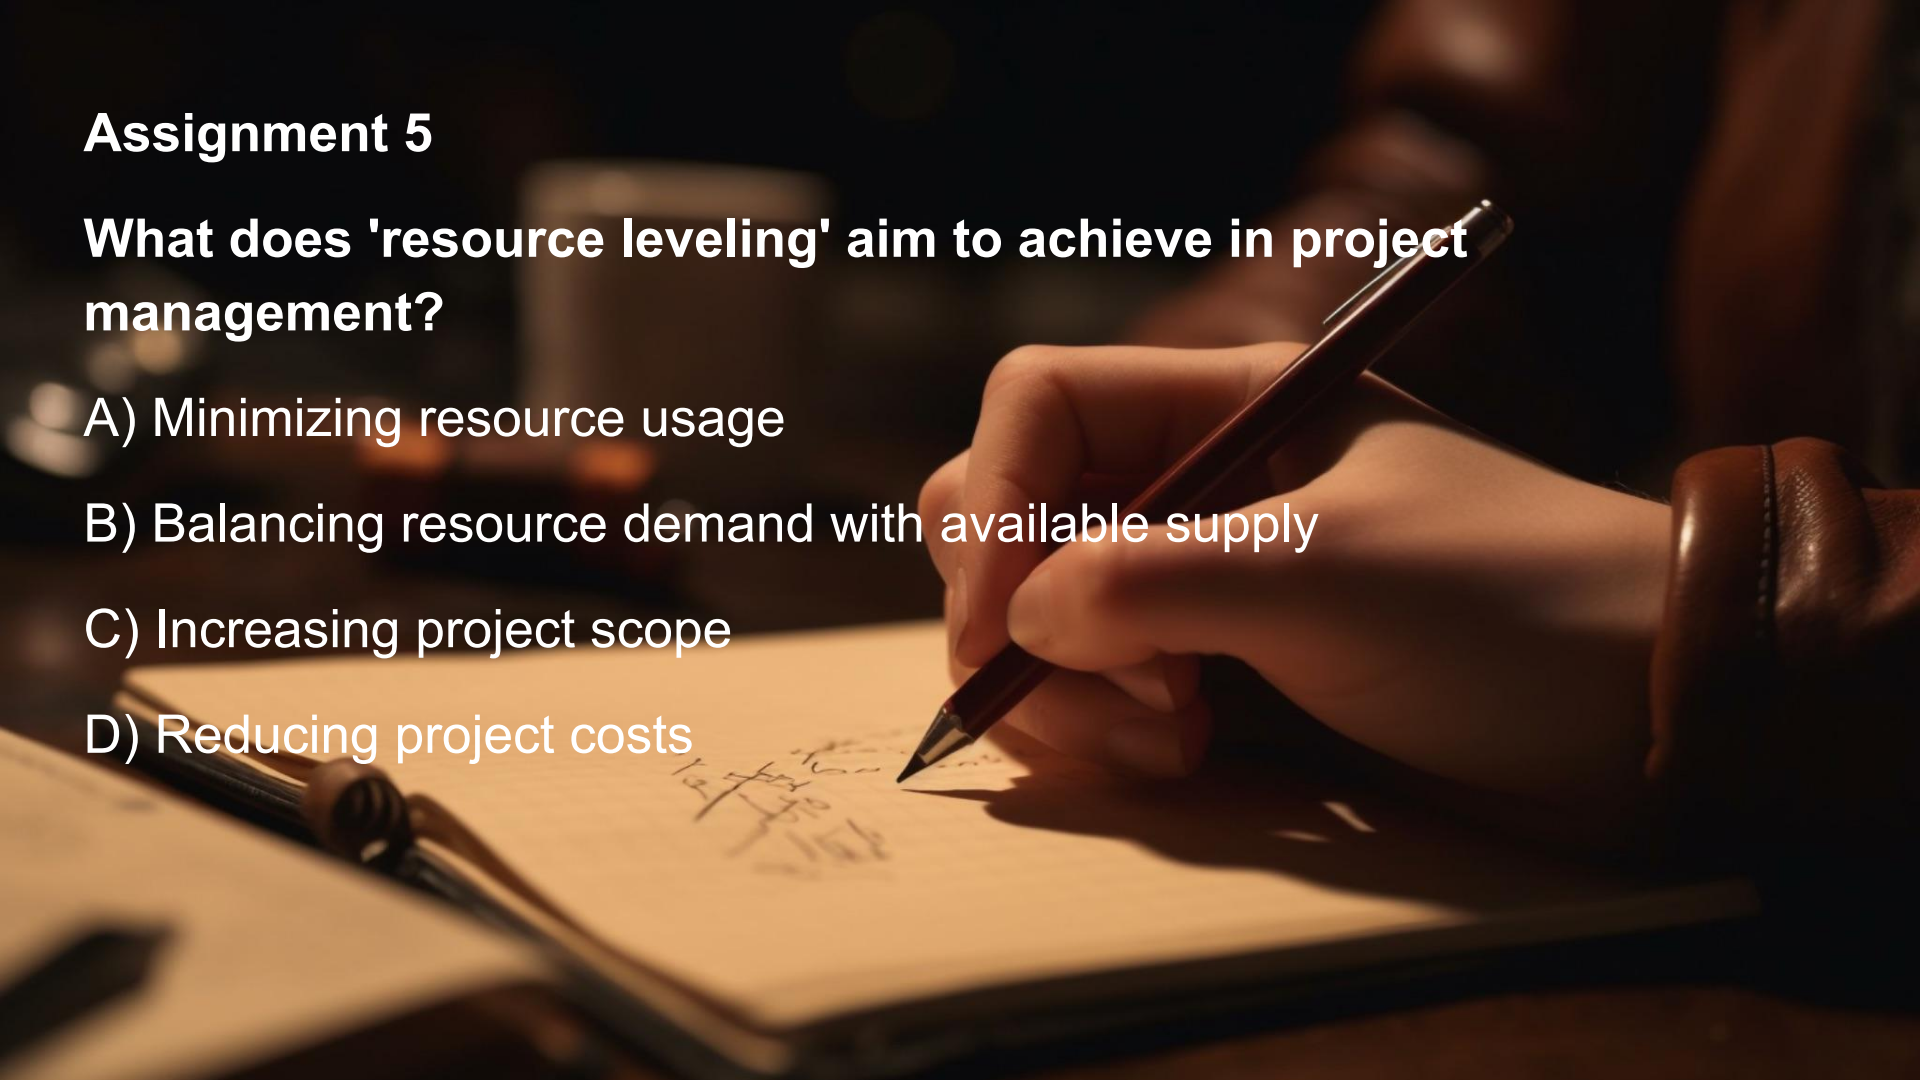 Assignment 5
What does 'resource leveling' aim to achieve in project
management?
A) Minimizing resource usage
B) Balancing resource demand with available supply
C) Increasing project scope
D) Reducing project costs